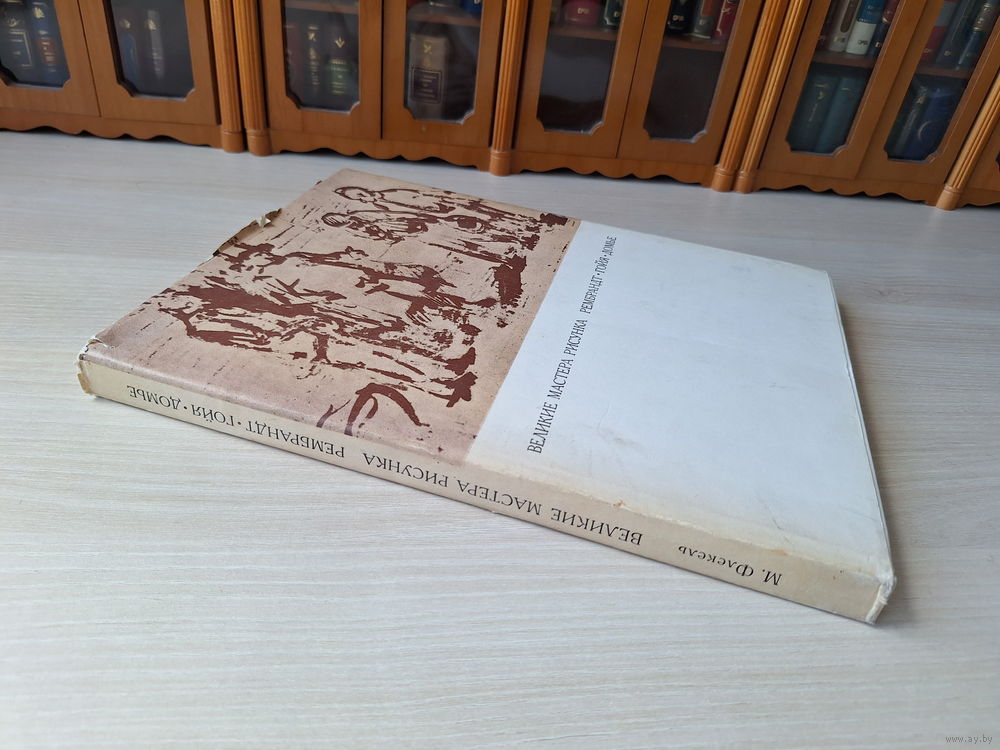 ВЕЛИКИЕ МАСТЕРА РИСУНКА РЕМБРАНДТ · ГОЙЯ · ДОМЬЕ
М. Флекель ВЕЛИКИЕ МАСТЕРА РИСУНКА РЕМБРАНДТ · ГОЙЯ · ДОМЬЕ
www.ay.by